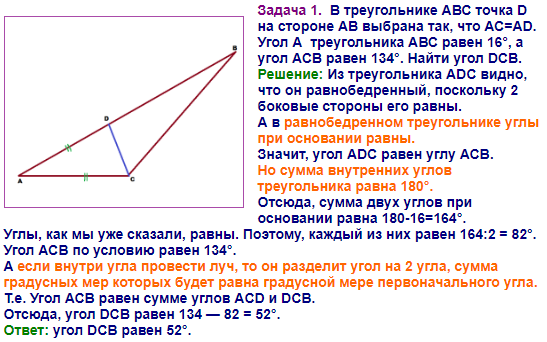 Задача 1.  В треугольнике ABC точка D
на стороне AB выбрана так, что AC=AD.
Угол A  треугольника ABC равен 16°, а
угол ACB равен 134°. Найти угол DCB.
Решение: Из треугольника ADC видно,
что он равнобедренный, поскольку 2
боковые стороны его равны.
А в равнобедренном треугольнике углы
при основании равны.
Значит, угол ADC равен углу ACB.
Но сумма внутренних углов
треугольника равна 180°.
Отсюда, сумма двух углов при
основании равна 180-16=164°.
Углы, как мы уже сказали, равны. Поэтому, каждый из них равен 164:2 = 82°.
Угол ACB по условию равен 134°.
А если внутри угла провести луч, то он разделит угол на 2 угла, сумма
градусных мер которых будет равна градусной мере первоначального угла.
Т.е. Угол ACB равен сумме углов ACD и DCB.
Отсюда, угол DCB равен 134 — 82 = 52°.
Ответ: угол DCB равен 52°.
B
D
A
C